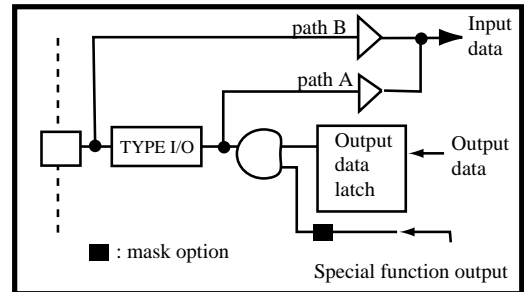 path B
Input
data
path A
TYPE I/O
Output
data
latch
Output
data
: mask option
Special function output